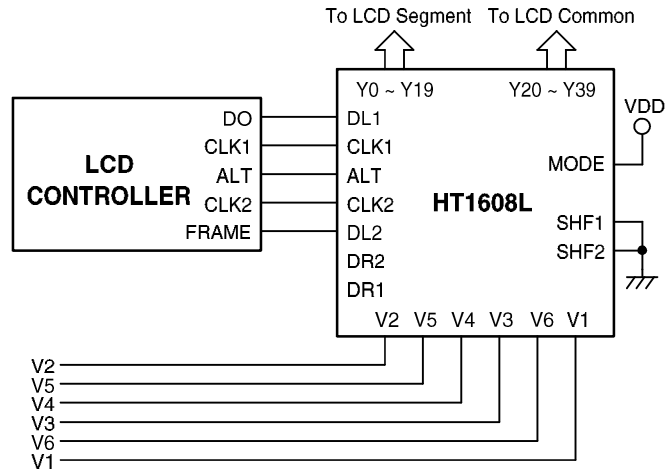 To LCD Segment To LCD Common
Y0 ~ Y19 Y20 ~ Y39
VDD
LCD
CONTROLLER
DO
CLK1
ALT
CLK2
FRAME
DL1
CLK1
ALT
CLK2
DL2
DR2
DR1
HT1608L
MODE
SHF1
SHF2
V2 V5 V4 V3 V6 V1
V2
V5
V4
V3
V6
V1